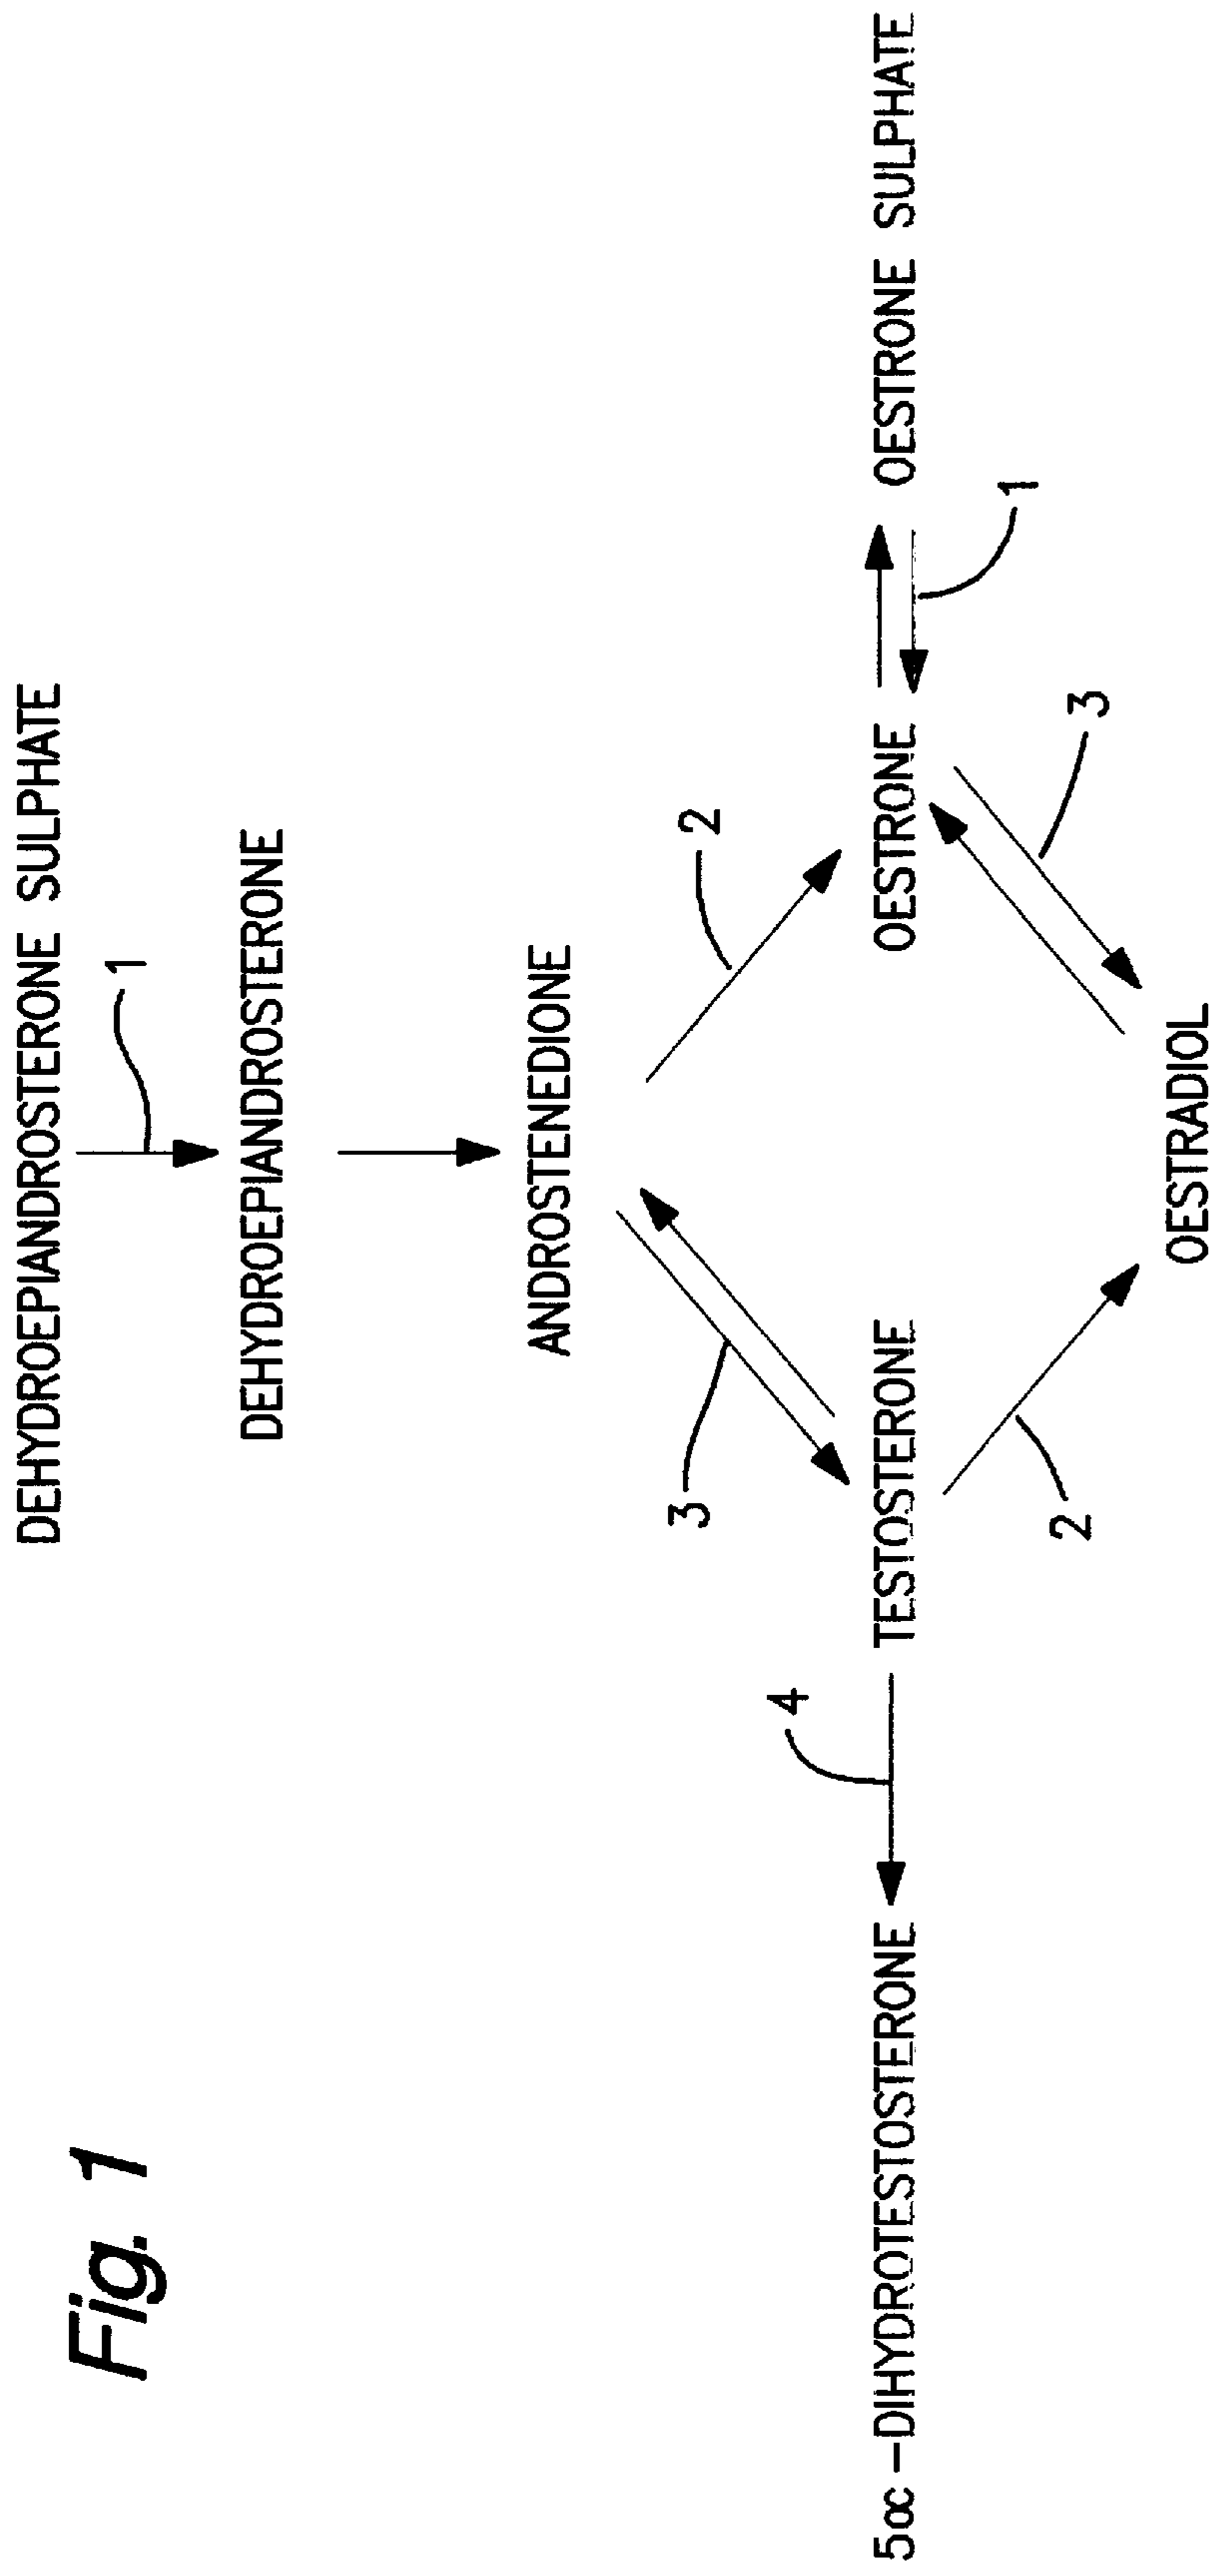 DEHYDROEPIANDROSTERONE SULPHATE
Fig. 1
1
DEHYDROEPIANDROSTERONE
ANDROSTENEDIONE
3
2
4
5α-DIHYDROTESTOSTERONE
TESTOSTERONE
OESTRONE
OESTRONE SULPHATE
1
2
3
OESTRADIOL